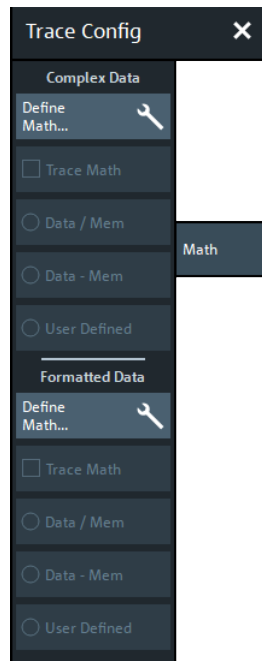 Trace Config
Complex Data
Define
Math...
Trace Math
Data / Mem
Math
Data - Mem
User Defined
Formatted Data
Define
Math...
Trace Math
Data / Mem
Data - Mem
User Defined